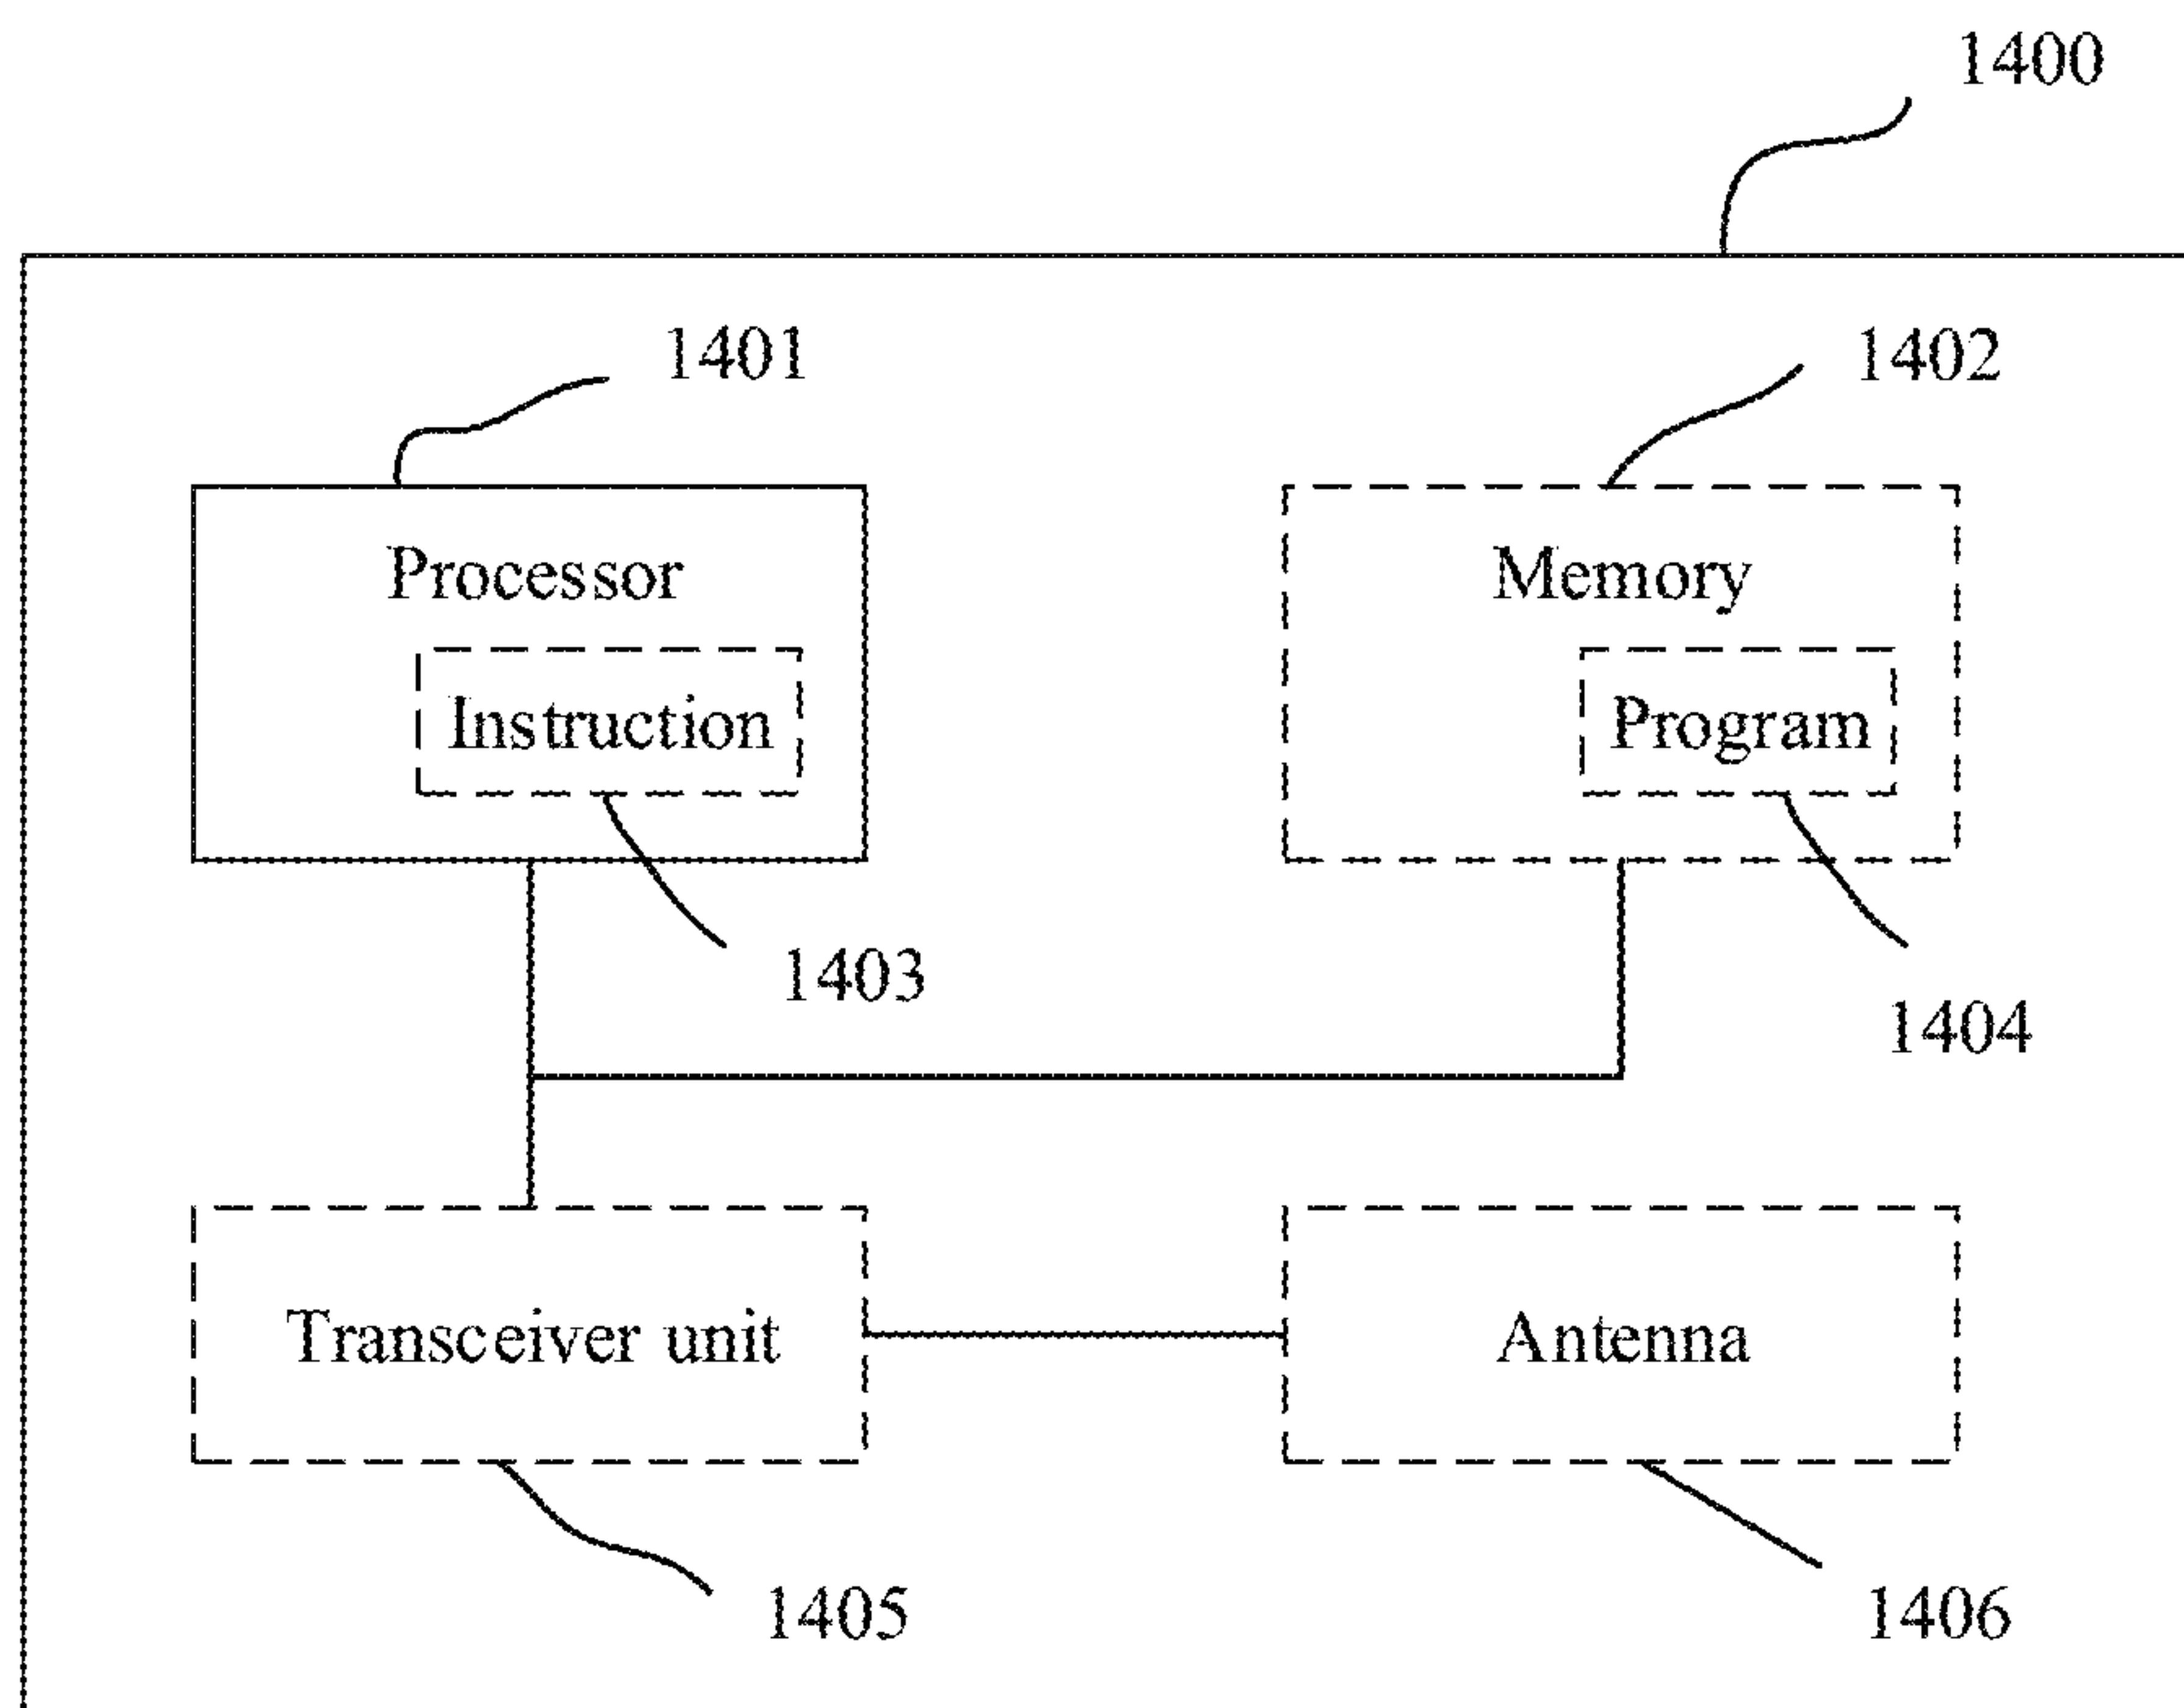 1400
1401
1402
Processor
Memory
Instruction
Program
1403
1404
Transceiver unit
Antenna
1405
1406